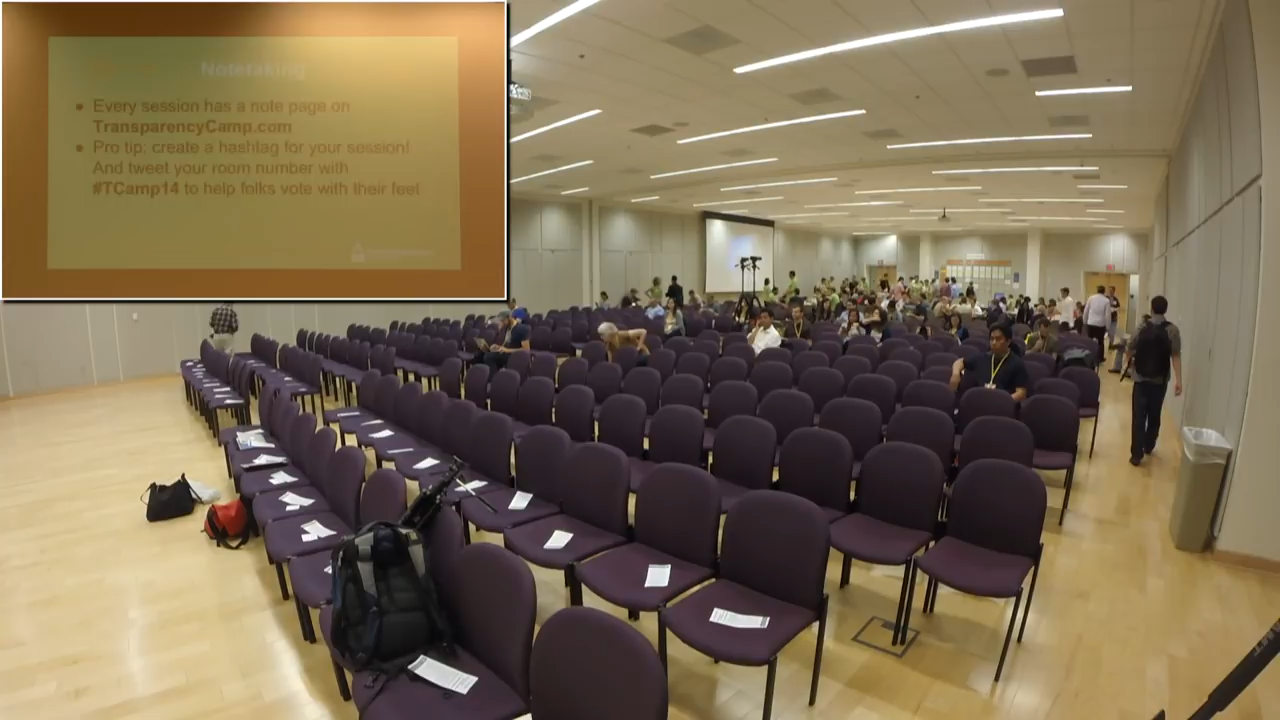 Notetaking
Every session has a note page on
TransparencyCamp.com
Pro tip: create a hashtag for your session!
And tweet your room number with
#TCamp14 to help folks vote with their feet